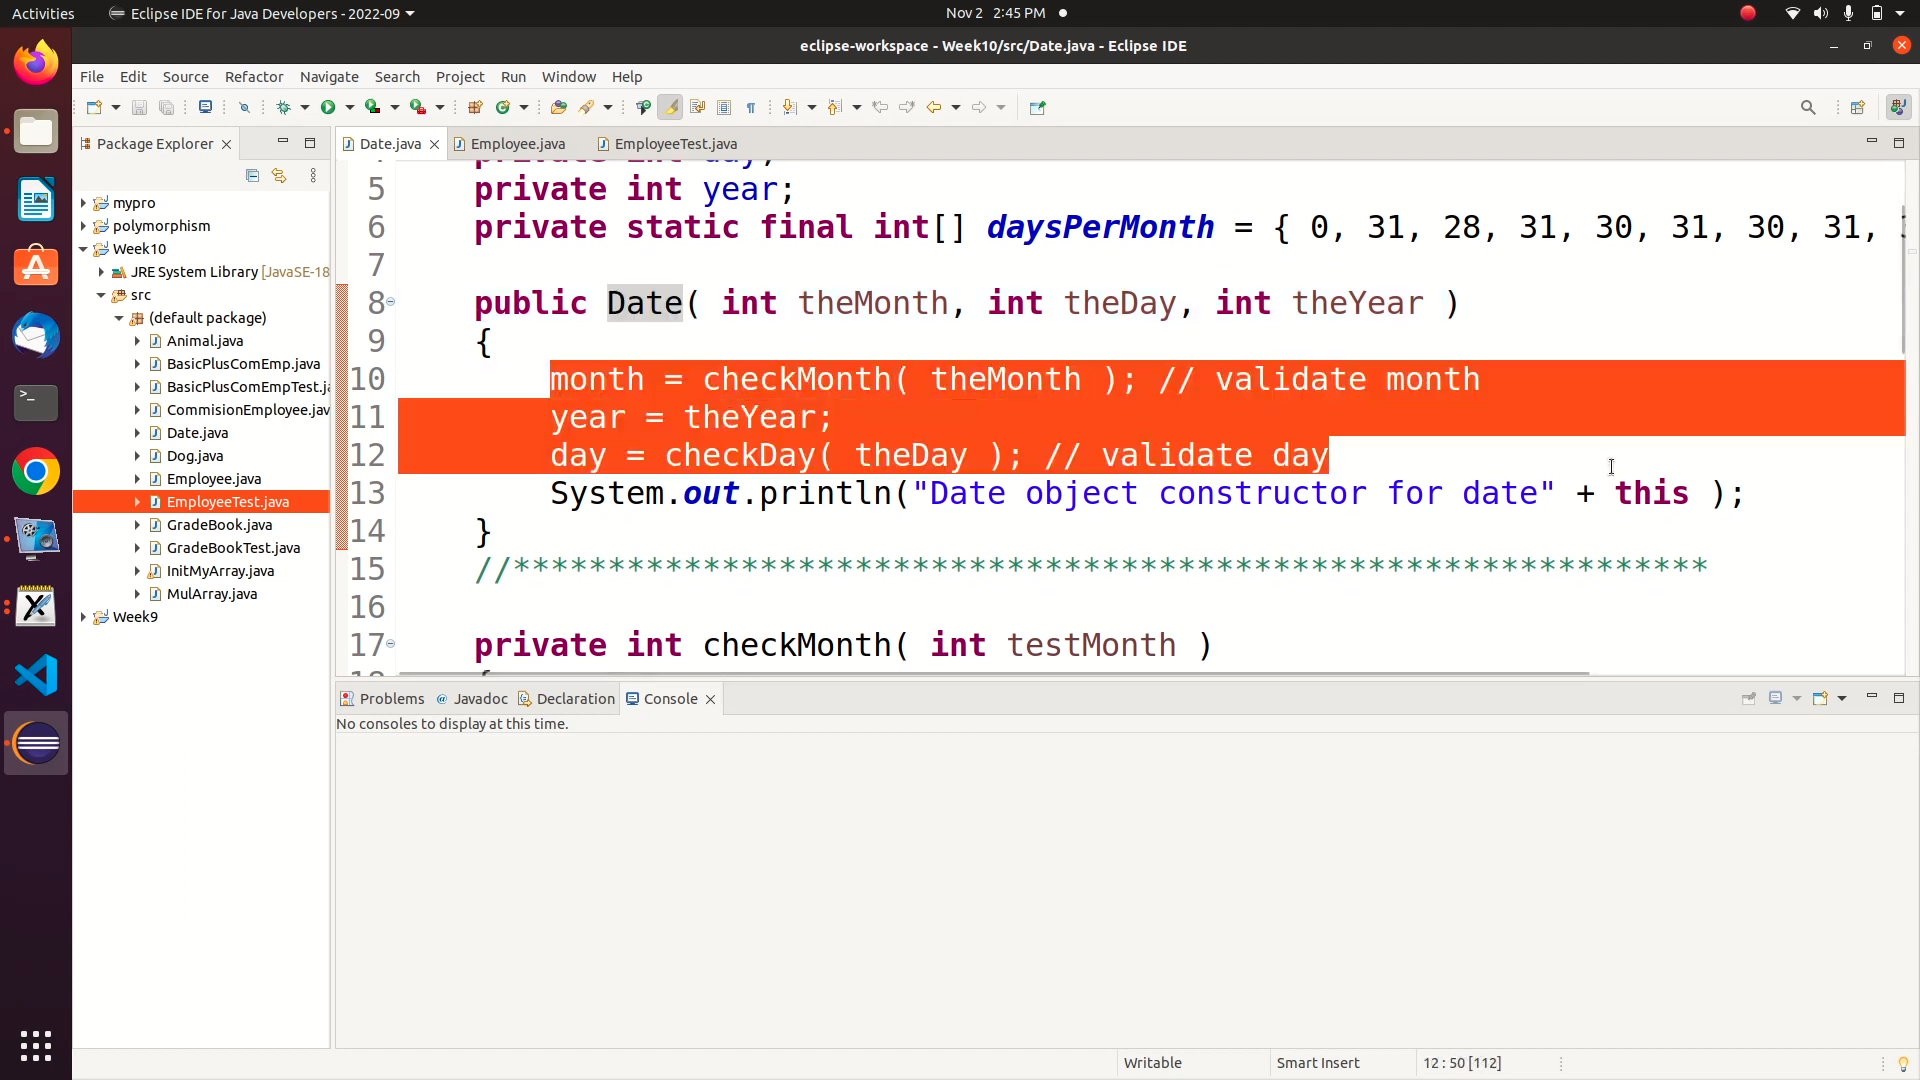 Activities
Eclipse IDE for Java Developers - 2022-09
Nov 2 2:45 PM
eclipse-workspace - Week10/src/Date.java - Eclipse IDE
File Edit Source Refactor Navigate Search Project Run Window Help
Package Explorer
Date.java
Employee.java
EmployeeTest.java
mypro
polymorphism
Week10
JRE System Library [JavaSE-18
src
(default package)
Animal.java
BasicPlusComEmp.java
BasicPlusComEmpTest.ja
CommisionEmployee.jav
Date.java
Dog.java
Employee.java
EmployeeTest.java
GradeBook.java
GradeBookTest.java
InitMyArray.java
MulArray.java
Week9
private int day;
5 private int year;
6 private static final int[] daysPerMonth = { 0, 31, 28, 31, 30, 31, 30, 31,
7
8 public Date( int theMonth, int theDay, int theYear )
9 {
10 month = checkMonth( theMonth ); // validate month
11 year = theYear;
12 day = checkDay( theDay ); // validate day
13 System.out.println("Date object constructor for date" + this );
14 }
15 //***************************************************************
16
17 private int checkMonth( int testMonth )
Problems
Javadoc
Declaration
Console
No consoles to display at this time.
Writable
Smart Insert
12 : 50 [112]